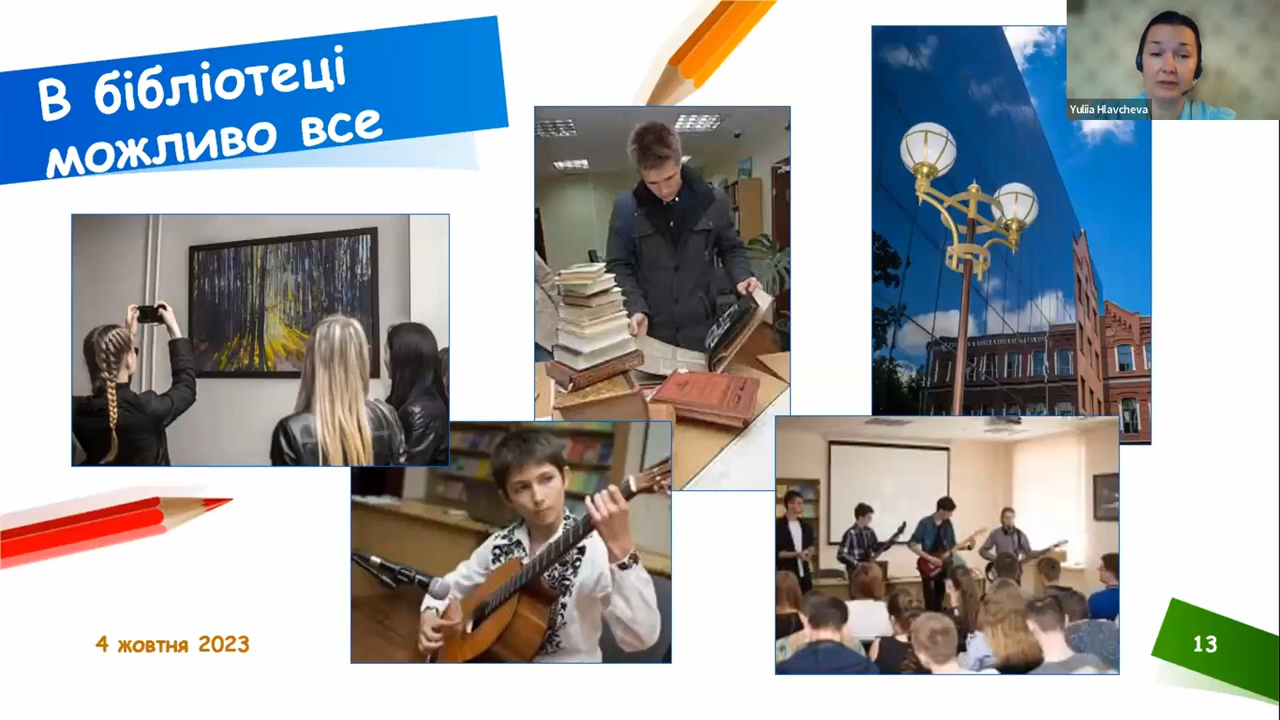 В бібліотеці
можливо все
Yuliia Hlavcheva
4 жовтня 2023
13